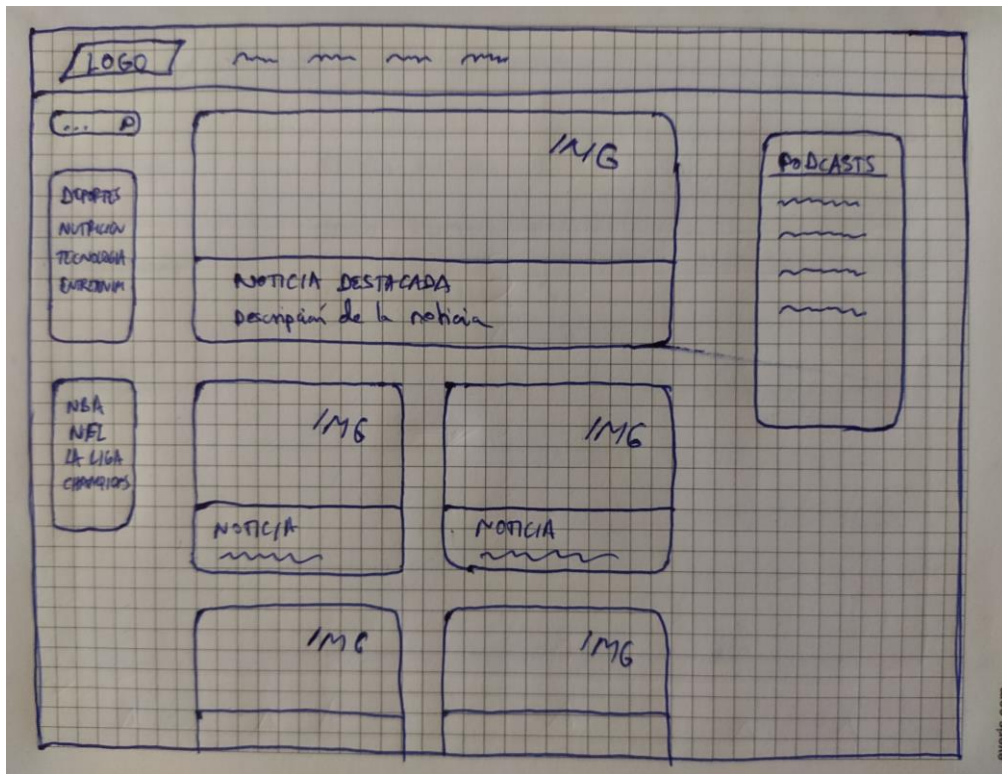 LOGO
...
DEPORTES
NUTRICION
TECNOLOGIA
IMG
NOTICIA DESTACADA
Descripción de la noticia
PODCASTS
NBA
NFL
LA LIGA
CHAMPIONS
IMG
NOTICIA
IMG
NOTICIA
IMG
IMG